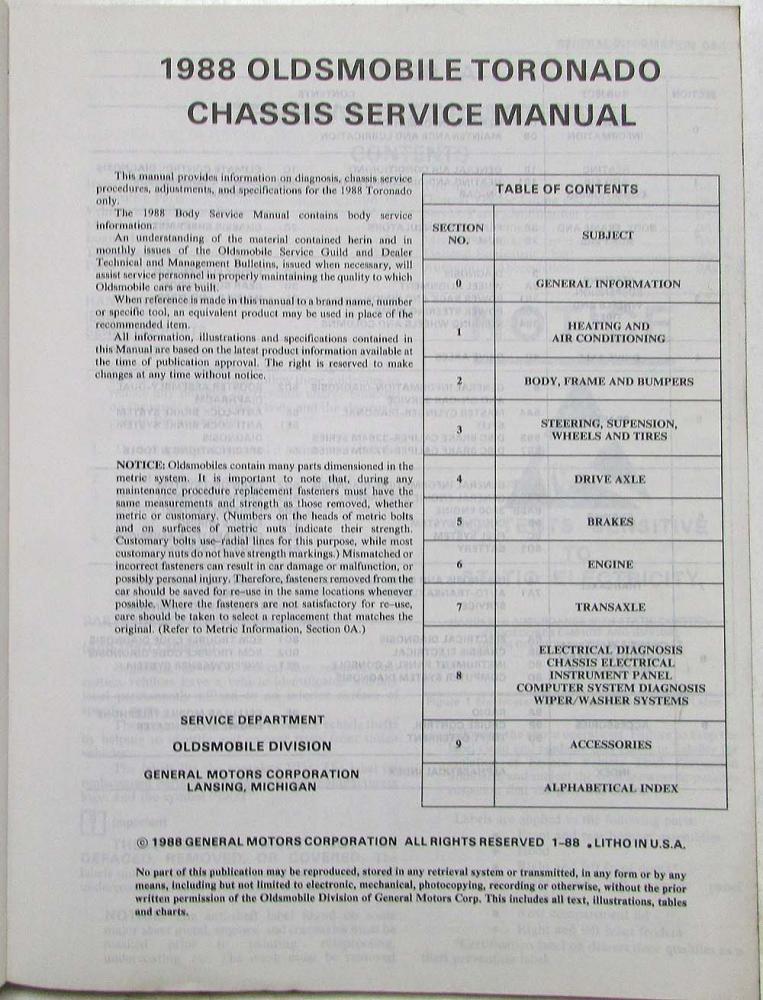 1988 OLDSMOBILE TORONADO
CHASSIS SERVICE MANUAL
This manual provides information on diagnosis, chassis service
procedures, adjustments, and specifications for the 1988 Toronado
only.
The 1988 Body Service Manual contains body service
information.
An understanding of the material contained herin and in
monthly issues of the Oldsmobile Service Guild and Dealer
Technical and Management Bulletins, issued when necessary, will
assist service personnel in properly maintaining the quality to which
Oldsmobile cars are built.
When reference is made in this manual to a brand name, number
or specific tool, an equivalent product may be used in place of the
recommended item.
All information, illustrations and specifications contained in
this Manual are based on the latest product information available at
the time of publication approval. The right is reserved to make
changes at any time without notice.
NOTICE: Oldsmobiles contain many parts dimensioned in the
metric system. It is important to note that, during any
maintenance procedure replacement fasteners must have the
same measurements and strength as those removed, whether
metric or customary. (Numbers on the heads of metric bolts
and on surfaces of metric nuts indicate their strength.
Customary bolts use radial lines for this purpose, while most
customary nuts do not have strength markings.) Mismatched or
incorrect fasteners can result in car damage or malfunction, or
possibly personal injury. Therefore, fasteners removed from the
car should be saved for re-use in the same locations whenever
possible. Where the fasteners are not satisfactory for re-use,
care should be taken to select a replacement that matches the
original. (Refer to Metric Information, Section 0A.)
SERVICE DEPARTMENT
OLDSMOBILE DIVISION
GENERAL MOTORS CORPORATION
LANSING, MICHIGAN
TABLE OF CONTENTS
SECTION NO. SUBJECT
0 GENERAL INFORMATION
1 HEATING AND
AIR CONDITIONING
2 BODY, FRAME AND BUMPERS
3 STEERING, SUPENSION,
WHEELS AND TIRES
4 DRIVE AXLE
5 BRAKES
6 ENGINE
7 TRANSAXLE
8 ELECTRICAL DIAGNOSIS
CHASSIS ELECTRICAL
INSTRUMENT PANEL
COMPUTER SYSTEM DIAGNOSIS
WIPER/WASHER SYSTEMS
9 ACCESSORIES
ALPHABETICAL INDEX
© 1988 GENERAL MOTORS CORPORATION ALL RIGHTS RESERVED 1-88 • LITHO IN U.S.A.
No part of this publication may be reproduced, stored in any retrieval system or transmitted, in any form or by any
means, including but not limited to electronic, mechanical, photocopying, recording or otherwise, without the prior
written permission of the Oldsmobile Division of General Motors Corp. This includes all text, illustrations, tables
and charts.